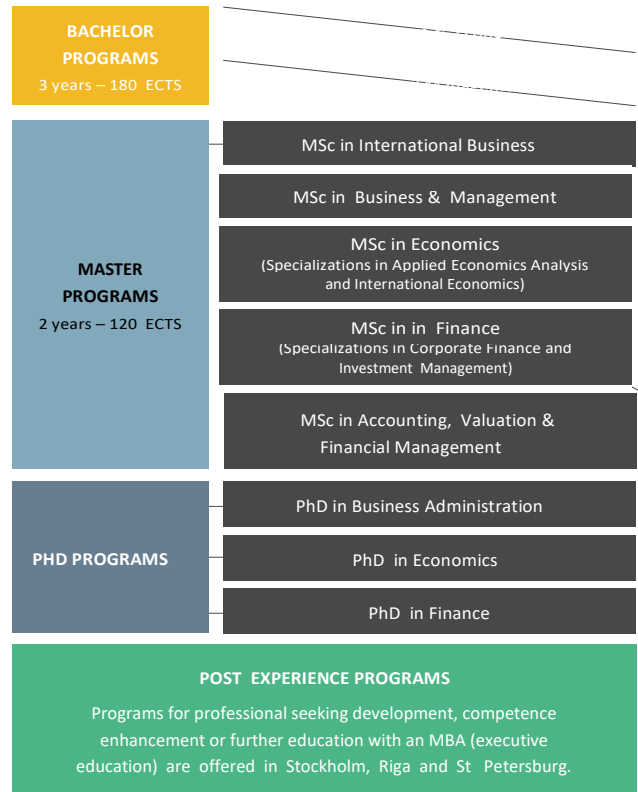 BACHELOR
PROGRAMS
3 years – 180 ECTS
MASTER
PROGRAMS
2 years – 120 ECTS
MSc in International Business
MSc in Business & Management
MSc in Economics
(Specializations in Applied Economics Analysis
and International Economics)
MSc in in Finance
(Specializations in Corporate Finance and
Investment Management)
MSc in Accounting, Valuation &
Financial Management
PHD PROGRAMS
PhD in Business Administration
PhD in Economics
PhD in Finance
POST EXPERIENCE PROGRAMS
Programs for professional seeking development, competence
enhancement or further education with an MBA (executive
education) are offered in Stockholm, Riga and St Petersburg.